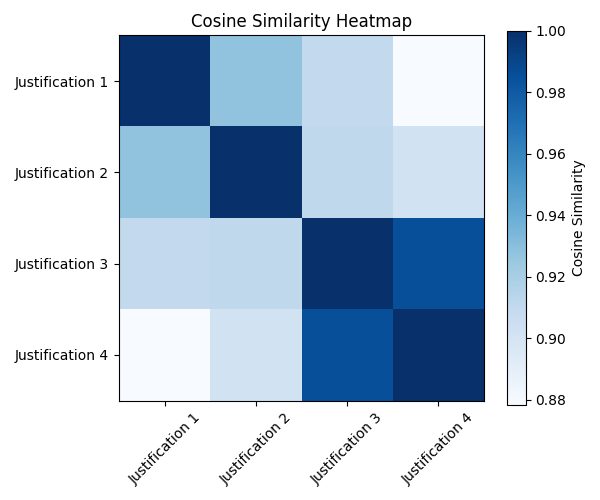 Cosine Similarity Heatmap
Justification 1
Justification 2
Justification 3
Justification 4
Justification 1
Justification 2
Justification 3
Justification 4
1.00
0.98
0.96
0.94
0.92
0.90
0.88
Cosine Similarity